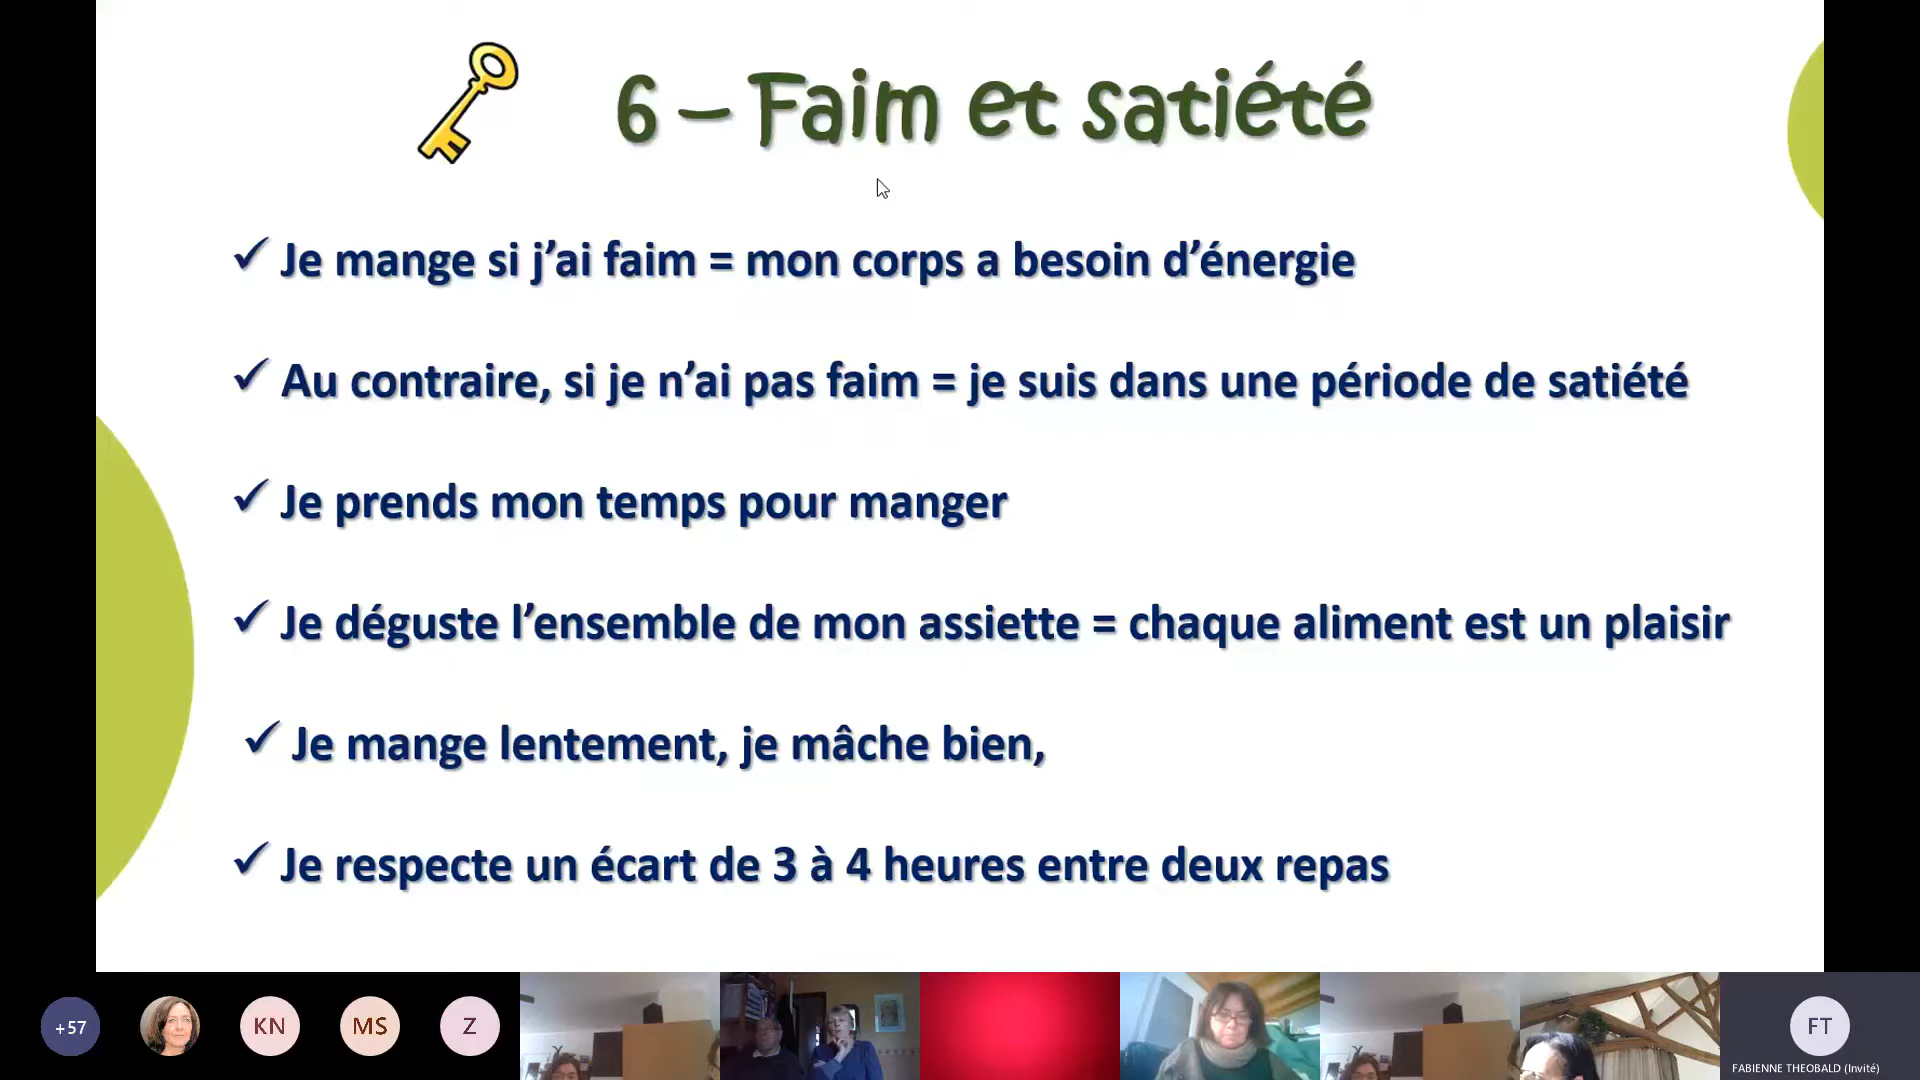 6 – Faim et satiété
✓ Je mange si j’ai faim = mon corps a besoin d’énergie
✓ Au contraire, si je n’ai pas faim = je suis dans une période de satiété
✓ Je prends mon temps pour manger
✓ Je déguste l’ensemble de mon assiette = chaque aliment est un plaisir
✓ Je mange lentement, je mâche bien,
✓ Je respecte un écart de 3 à 4 heures entre deux repas
+57
KN
MS
Z
FT
FABIENNE THEOBALD (Invité)